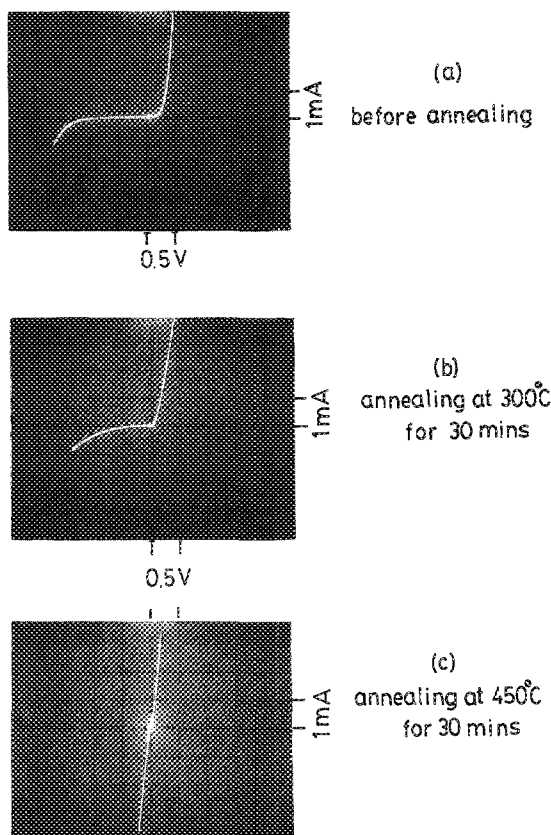 (a)
before annealing
1mA
0.5V
(b)
annealing at 300°C
for 30 mins
1mA
0.5V
(c)
annealing at 450°C
for 30 mins
1mA